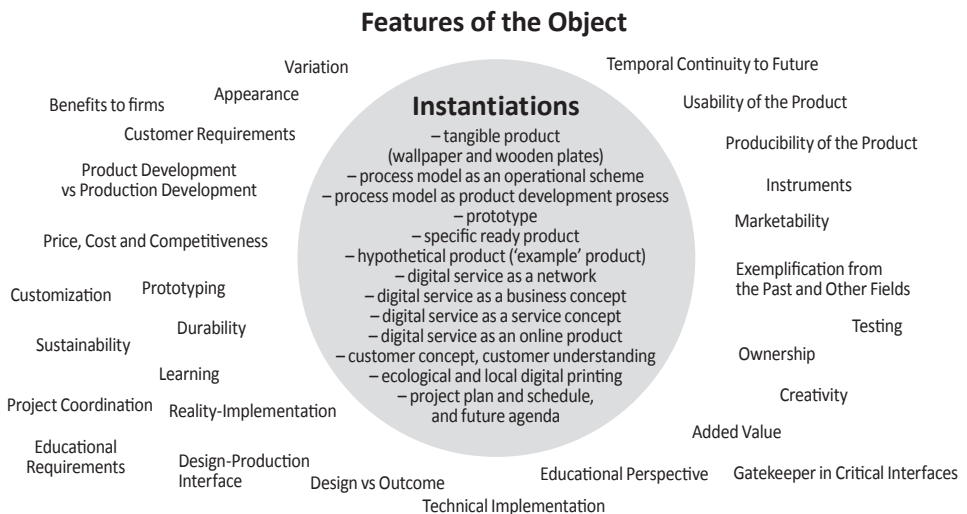 Features of the Object
Variation
Appearance
Benefits to firms
Customer Requirements
Product Development
vs Production Development
Price, Cost and Competitiveness
Customization
Prototyping
Durability
Sustainability
Learning
Project Coordination
Reality-Implementation
Educational
Requirements
Design-Production
Interface
Design vs Outcome
Technical Implementation
Instantiations
– tangible product
(wallpaper and wooden plates)
– process model as an operational scheme
– process model as product development prosess
– prototype
– specific ready product
– hypothetical product (‘example’ product)
– digital service as a network
– digital service as a business concept
– digital service as a service concept
– digital service as an online product
– customer concept, customer understanding
– ecological and local digital printing
– project plan and schedule,
and future agenda
Temporal Continuity to Future
Usability of the Product
Producibility of the Product
Instruments
Marketability
Exemplification from
the Past and Other Fields
Testing
Ownership
Creativity
Added Value
Educational Perspective
Gatekeeper in Critical Interfaces